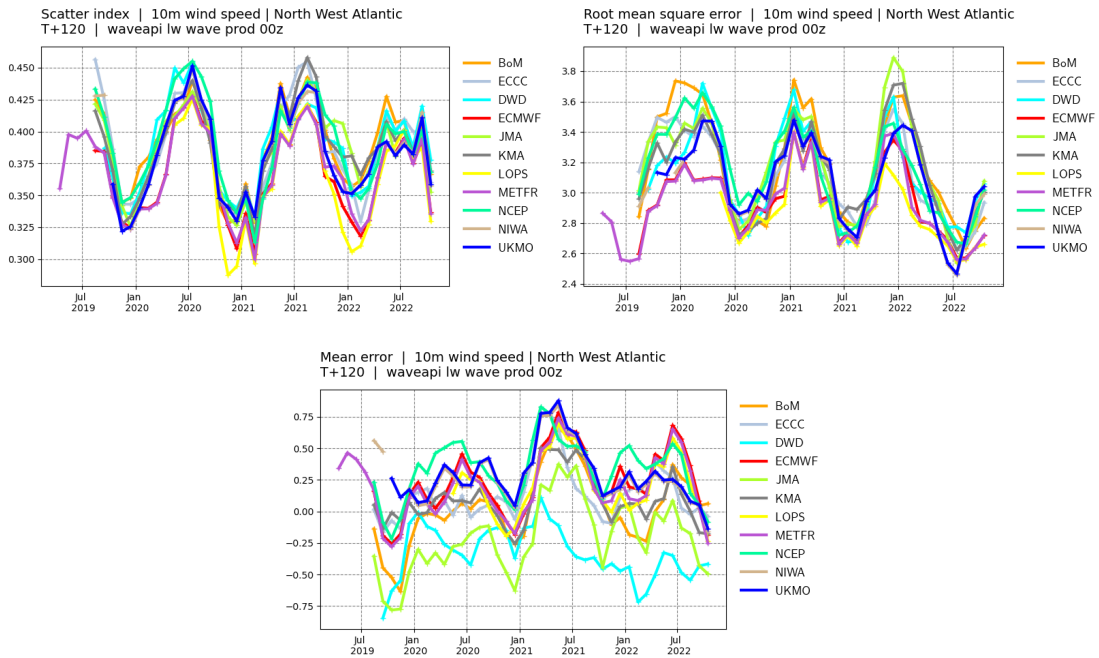 Scatter index | 10m wind speed | North West Atlantic
T+120 | waveapi lw wave prod 00z
0.450
0.425
0.400
0.375
0.350
0.325
0.300
Jul 2019
Jan 2020
Jul 2020
Jan 2021
Jul 2021
Jan 2022
Jul 2022
BoM
ECCC
DWD
ECMWF
JMA
KMA
LOPS
METFR
NCEP
NIWA
UKMO
Root mean square error | 10m wind speed | North West Atlantic
T+120 | waveapi lw wave prod 00z
3.8
3.6
3.4
3.2
3.0
2.8
2.6
2.4
Jul 2019
Jan 2020
Jul 2020
Jan 2021
Jul 2021
Jan 2022
Jul 2022
BoM
ECCC
DWD
ECMWF
JMA
KMA
LOPS
METFR
NCEP
NIWA
UKMO
Mean error | 10m wind speed | North West Atlantic
T+120 | waveapi lw wave prod 00z
0.75
0.50
0.25
0.00
−0.25
−0.50
−0.75
Jul 2019
Jan 2020
Jul 2020
Jan 2021
Jul 2021
Jan 2022
Jul 2022
BoM
ECCC
DWD
ECMWF
JMA
KMA
LOPS
METFR
NCEP
NIWA
UKMO